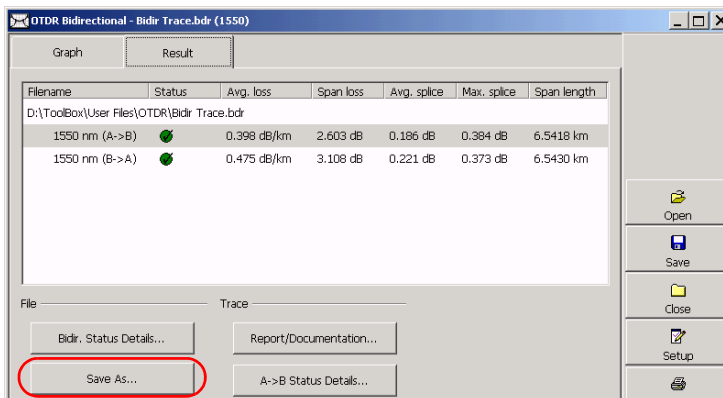 OTDR Bidirectional - Bidir Trace.bdr (1550)
Graph Result
Filename Status Avg. loss Span loss Avg. splice Max. splice Span length
D:\ToolBox\User Files\OTDR\Bidir Trace.bdr
1550 nm (A->B) 0.398 dB/km 2.603 dB 0.186 dB 0.384 dB 6.5418 km
1550 nm (B->A) 0.475 dB/km 3.108 dB 0.221 dB 0.373 dB 6.5430 km
Open
Save
File Trace
Close
Bidir. Status Details... Report/Documentation...
Setup
Save As... A->B Status Details...